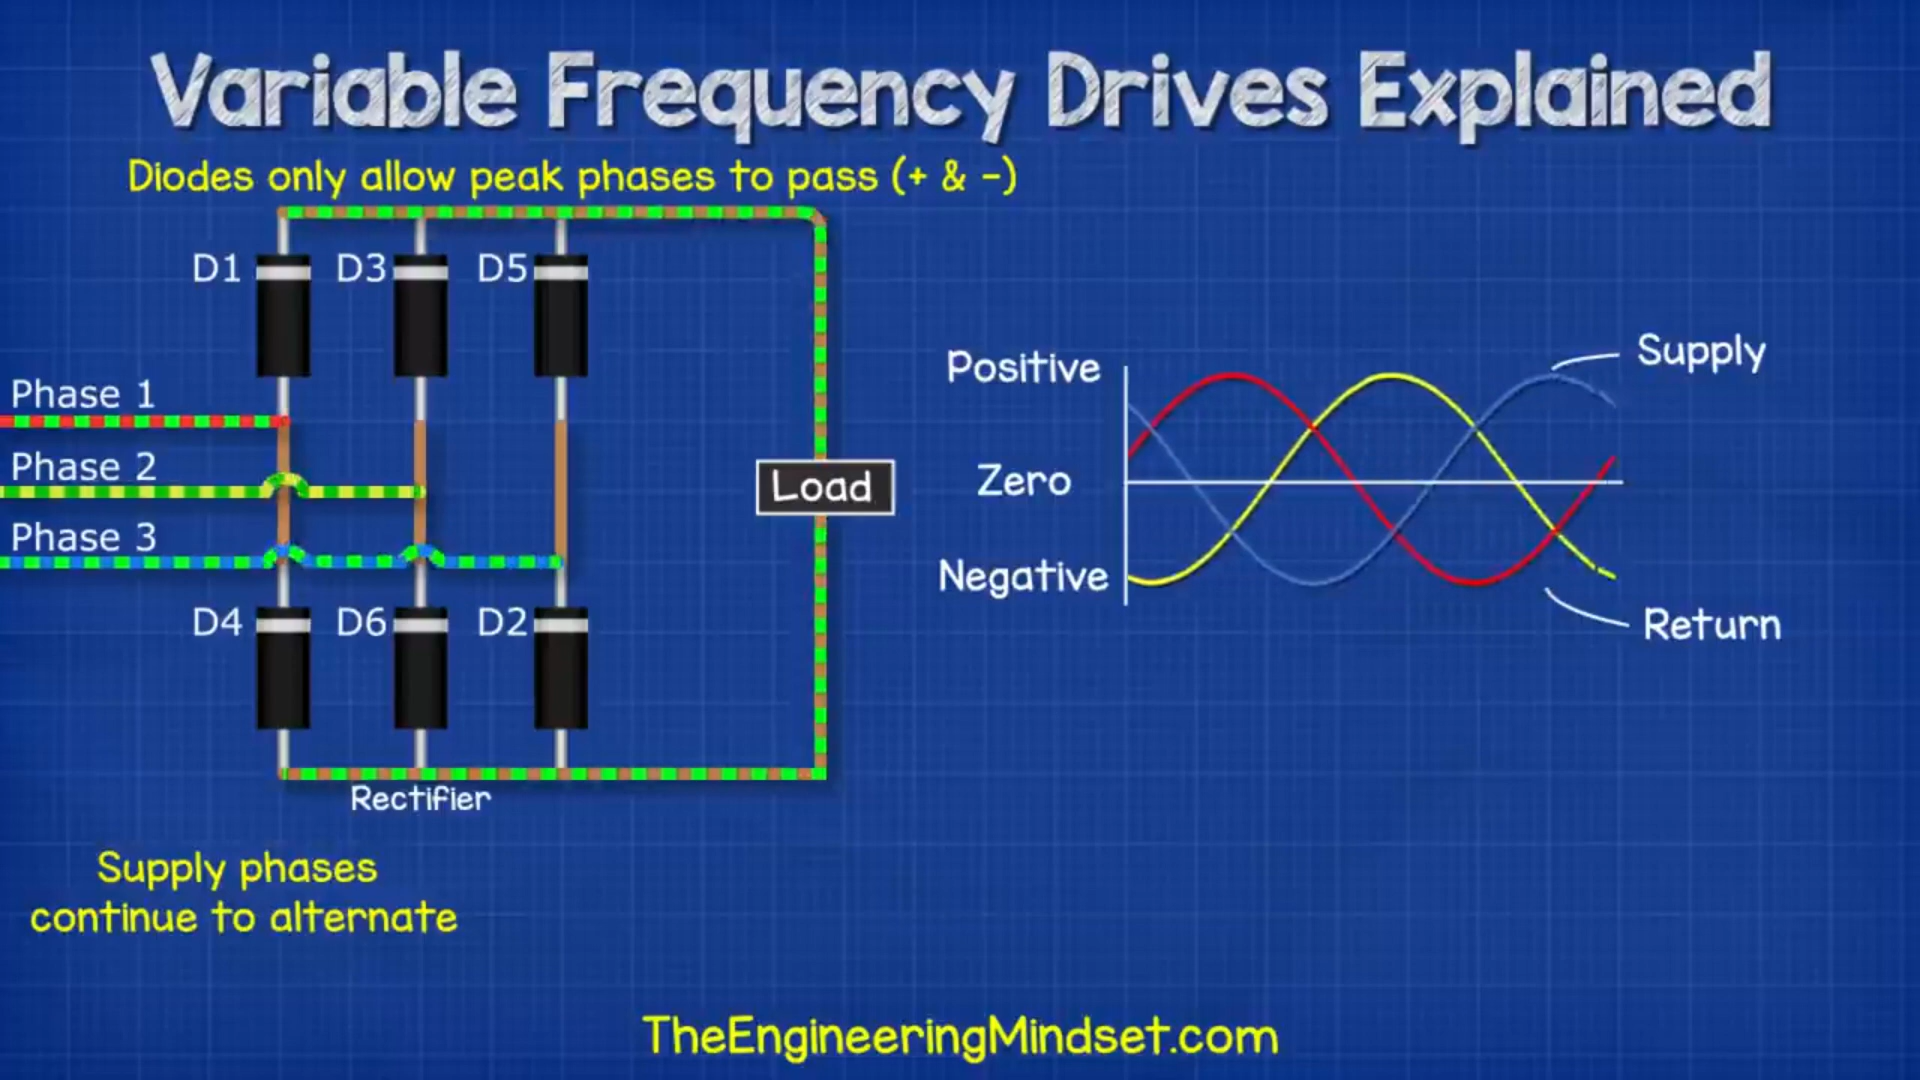 Variable Frequency Drives Explained
Diodes only allow peak phases to pass (+ & -)
D1 D3 D5
Phase 1
Phase 2
Phase 3
D4 D6 D2
Load
Rectifier
Supply phases
continue to alternate
Positive
Zero
Negative
Supply
Return
TheEngineeringMindset.com